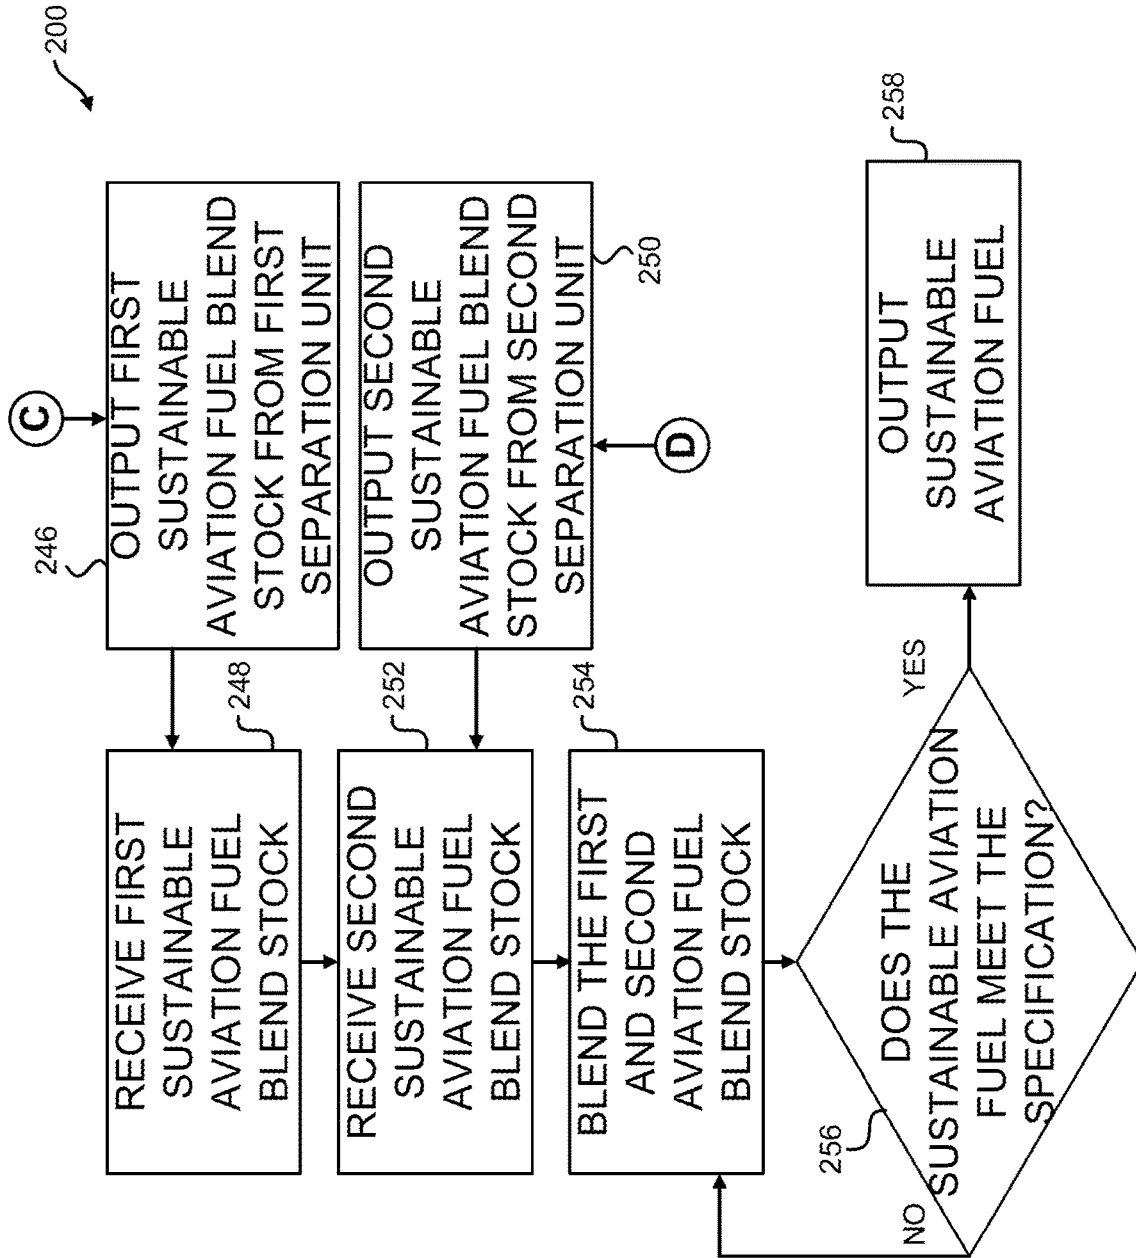 200
C
246
OUTPUT FIRST
SUSTAINABLE
AVIATION FUEL BLEND
STOCK FROM FIRST
SEPARATION UNIT
248
RECEIVE FIRST
SUSTAINABLE
AVIATION FUEL
BLEND STOCK
OUTPUT SECOND
SUSTAINABLE
AVIATION FUEL BLEND
STOCK FROM SECOND
SEPARATION UNIT
250
D
252
RECEIVE SECOND
SUSTAINABLE
AVIATION FUEL
BLEND STOCK
254
BLEND THE FIRST
AND SECOND
AVIATION FUEL
BLEND STOCK
256
DOES THE
SUSTAINABLE AVIATION
FUEL MEET THE
SPECIFICATION?
NO
YES
258
OUTPUT
SUSTAINABLE
AVIATION FUEL